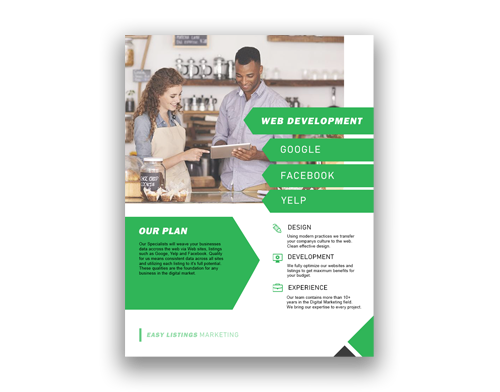 WEB DEVELOPMENT
GOOGLE
FACEBOOK
YELP
OUR PLAN
Our Specialists will weave your businesses
data accross the web via Web sites, listings
such as Google, Yelp and Facebook. Quality
for us means consistent data across all sites
and utilizing each listing to it's full potential.
These qualities are the foundation for any
business in the digital market.
DESIGN
Using modern practices we transfer
your companys culture to the web.
Clean effective design.
DEVELOPMENT
We fully optimize our websites and
listings to get maximum benefits for
your budget.
EXPERIENCE
Our team contains more than 10+
years in the Digital Marketing field.
We bring our expertise to every project.
EASY LISTINGS MARKETING